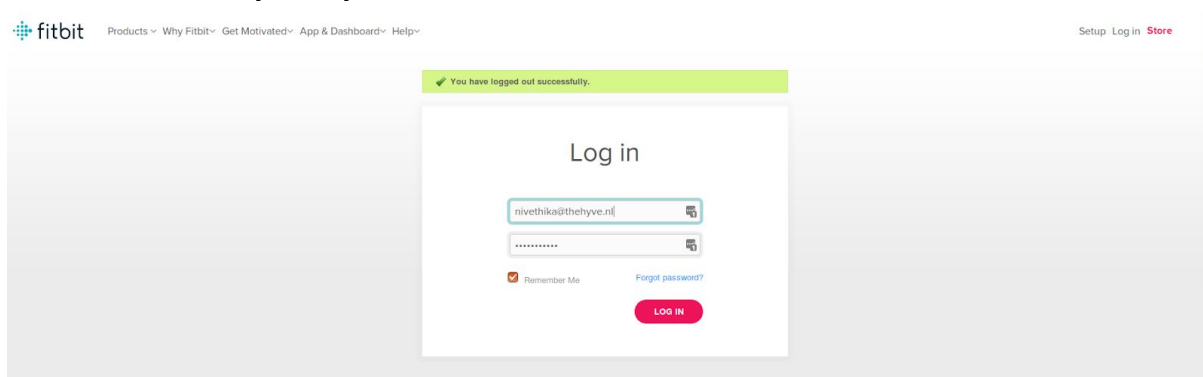 fitbit Products Why Fitbit Get Motivated App & Dashboard Help Setup Log in Store
You have logged out successfully.
Log in
nivethika@thehyve.nl
...........
Remember Me Forgot password?
LOG IN